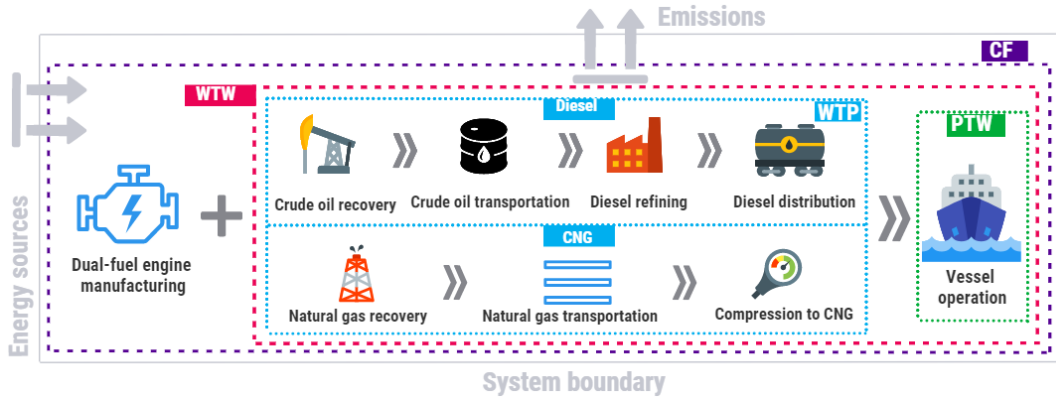 Emissions
CF
WTW
Diesel
WTP
PTW
Crude oil recovery
Crude oil transportation
Diesel refining
Diesel distribution
CNG
Energy sources
Dual-fuel engine
manufacturing
Natural gas recovery
Natural gas transportation
Compression to CNG
Vessel
operation
System boundary